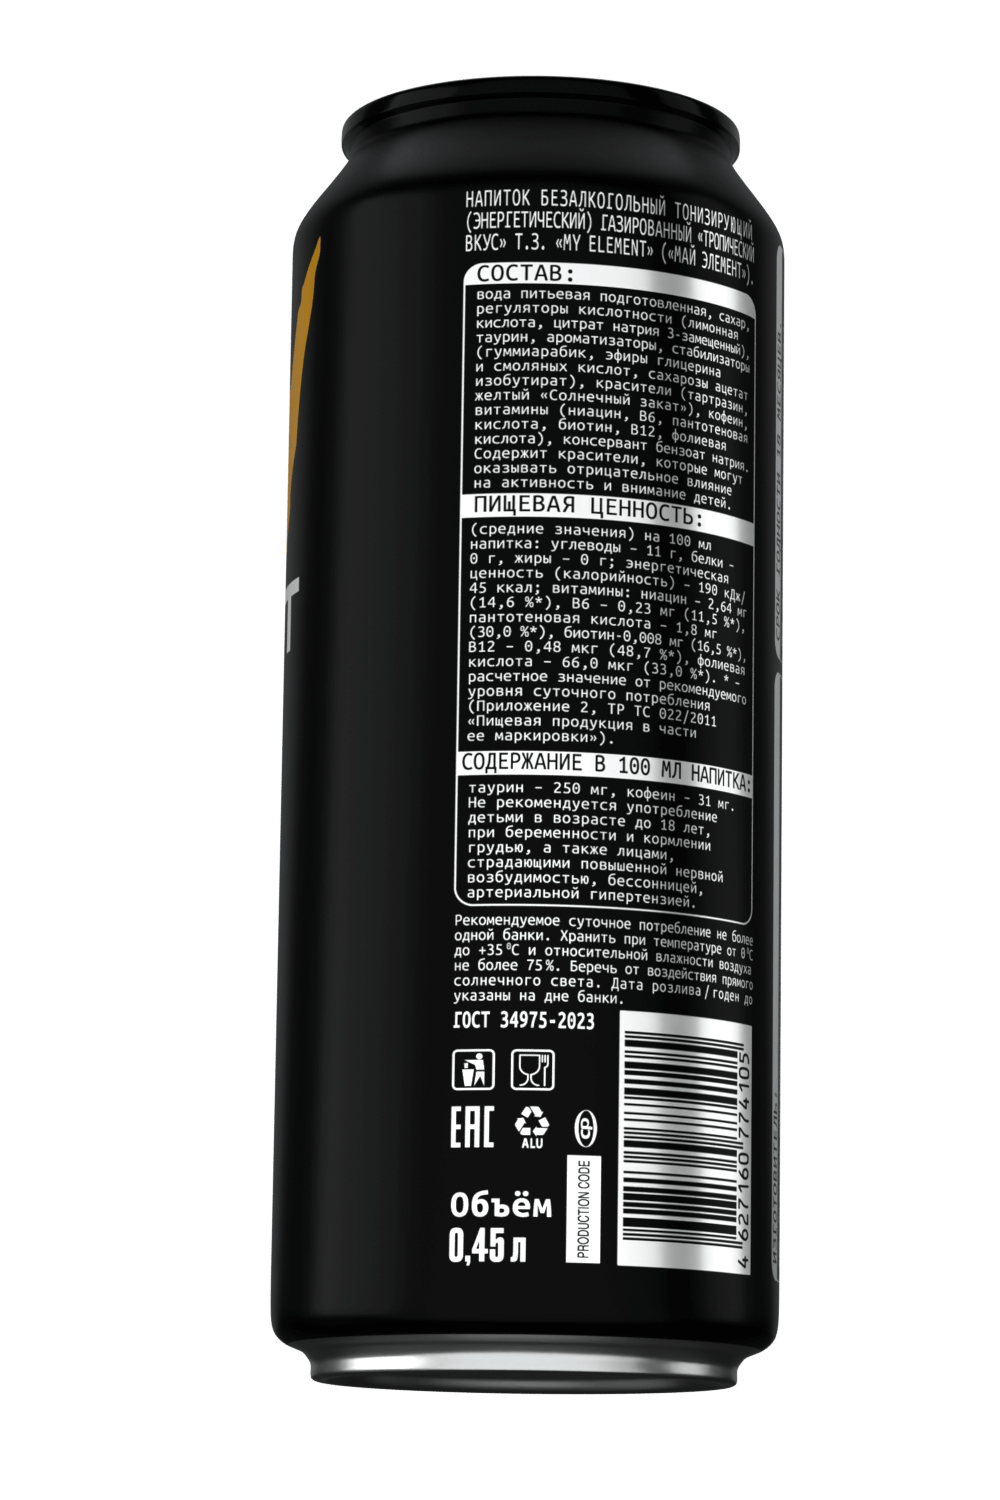 НАПИТОК БЕЗАЛКОГОЛЬНЫЙ ТОНИЗИРУЮЩИЙ
(ЭНЕРГЕТИЧЕСКИЙ) ГАЗИРОВАННЫЙ «ТРОПИЧЕСКИЙ
ВКУС» Т.З. «MY ELEMENT» («МАЙ ЭЛЕМЕНТ»).
СОСТАВ:
вода питьевая подготовленная, сахар,
регуляторы кислотности (лимонная
кислота, цитрат натрия 3-замещенный),
таурин, ароматизаторы, стабилизаторы
(гуммиарабик, эфиры глицерина
и смоляных кислот, сахарозы ацетат
изобутират), красители (тартразин,
желтый «Солнечный закат»), кофеин,
витамины (ниацин, В6, пантотеновая
кислота, биотин, В12, фолиевая
кислота), консервант бензоат натрия.
Содержит красители, которые могут
оказывать отрицательное влияние
на активность и внимание детей.
ПИЩЕВАЯ ЦЕННОСТЬ:
(средние значения) на 100 мл
напитка: углеводы – 11 г, белки –
0 г, жиры – 0 г; энергетическая
ценность (калорийность) – 190 кДж/
45 ккал; витамины: ниацин – 2,64 мг
(14,6 %*), В6 – 0,23 мг (11,5 %*),
пантотеновая кислота – 1,8 мг
(30,0 %*), биотин-0,008 мг (16,5 %*),
В12 – 0,48 мкг (48,7 %*), фолиевая
кислота – 66,0 мкг (33,0 %*). * –
расчетное значение от рекомендуемого
уровня суточного потребления
(Приложение 2, ТР ТС 022/2011
«Пищевая продукция в части
ее маркировки»).
СОДЕРЖАНИЕ В 100 МЛ НАПИТКА:
таурин – 250 мг, кофеин – 31 мг.
Не рекомендуется употребление
детьми в возрасте до 18 лет,
при беременности и кормлении
грудью, а также лицами,
страдающими повышенной нервной
возбудимостью, бессонницей,
артериальной гипертензией.
Рекомендуемое суточное потребление не более
одной банки. Хранить при температуре от 0°С
до +35°С и относительной влажности воздуха
не более 75%. Беречь от воздействия прямого
солнечного света. Дата розлива/годен до
указаны на дне банки.
ГОСТ 34975-2023
EAC
ALU
Объём
0,45 л
PRODUCTION CODE
4 627160 774105
Т
СРОК ГОДНОСТИ 18 МЕСЯЦЕВ.
ИЗГОТОВИТЕЛЬ: